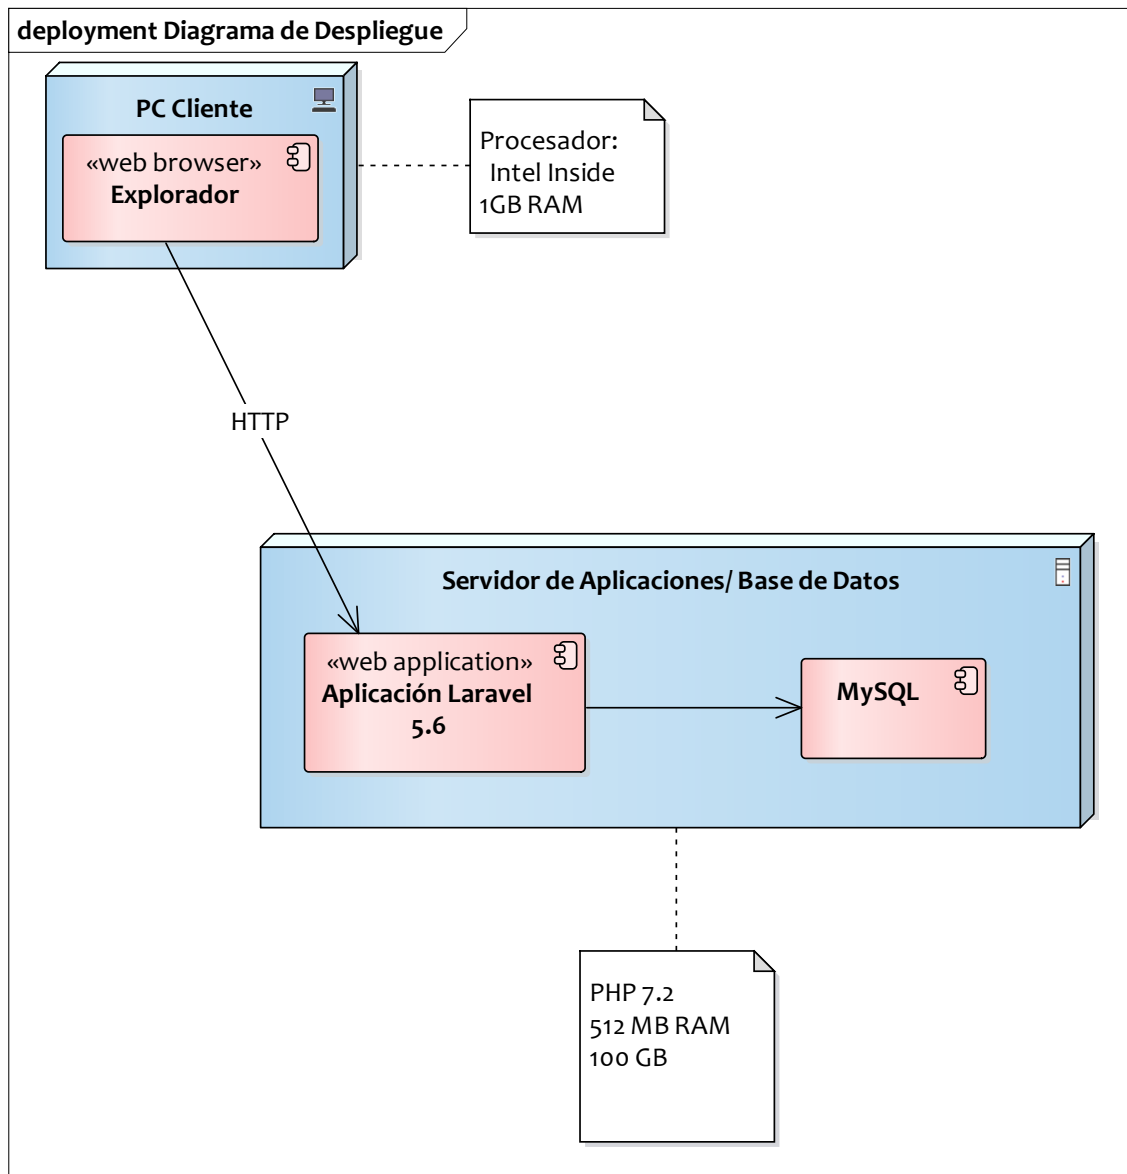 deployment Diagrama de Despliegue
PC Cliente
«web browser»
Explorador
Procesador:
Intel Inside
1GB RAM
HTTP
Servidor de Aplicaciones/ Base de Datos
«web application»
Aplicación Laravel
5.6
MySQL
PHP 7.2
512 MB RAM
100 GB